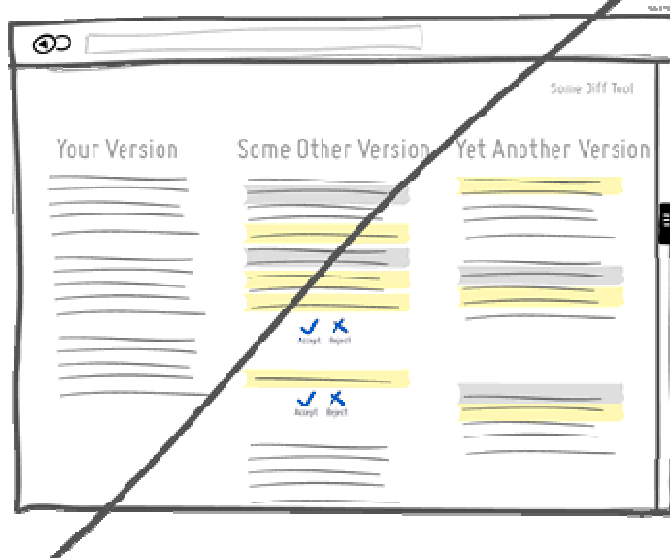 Some Diff Tool
Your Version
Some Other Version
Yet Another Version
Accept Reject
Accept Reject